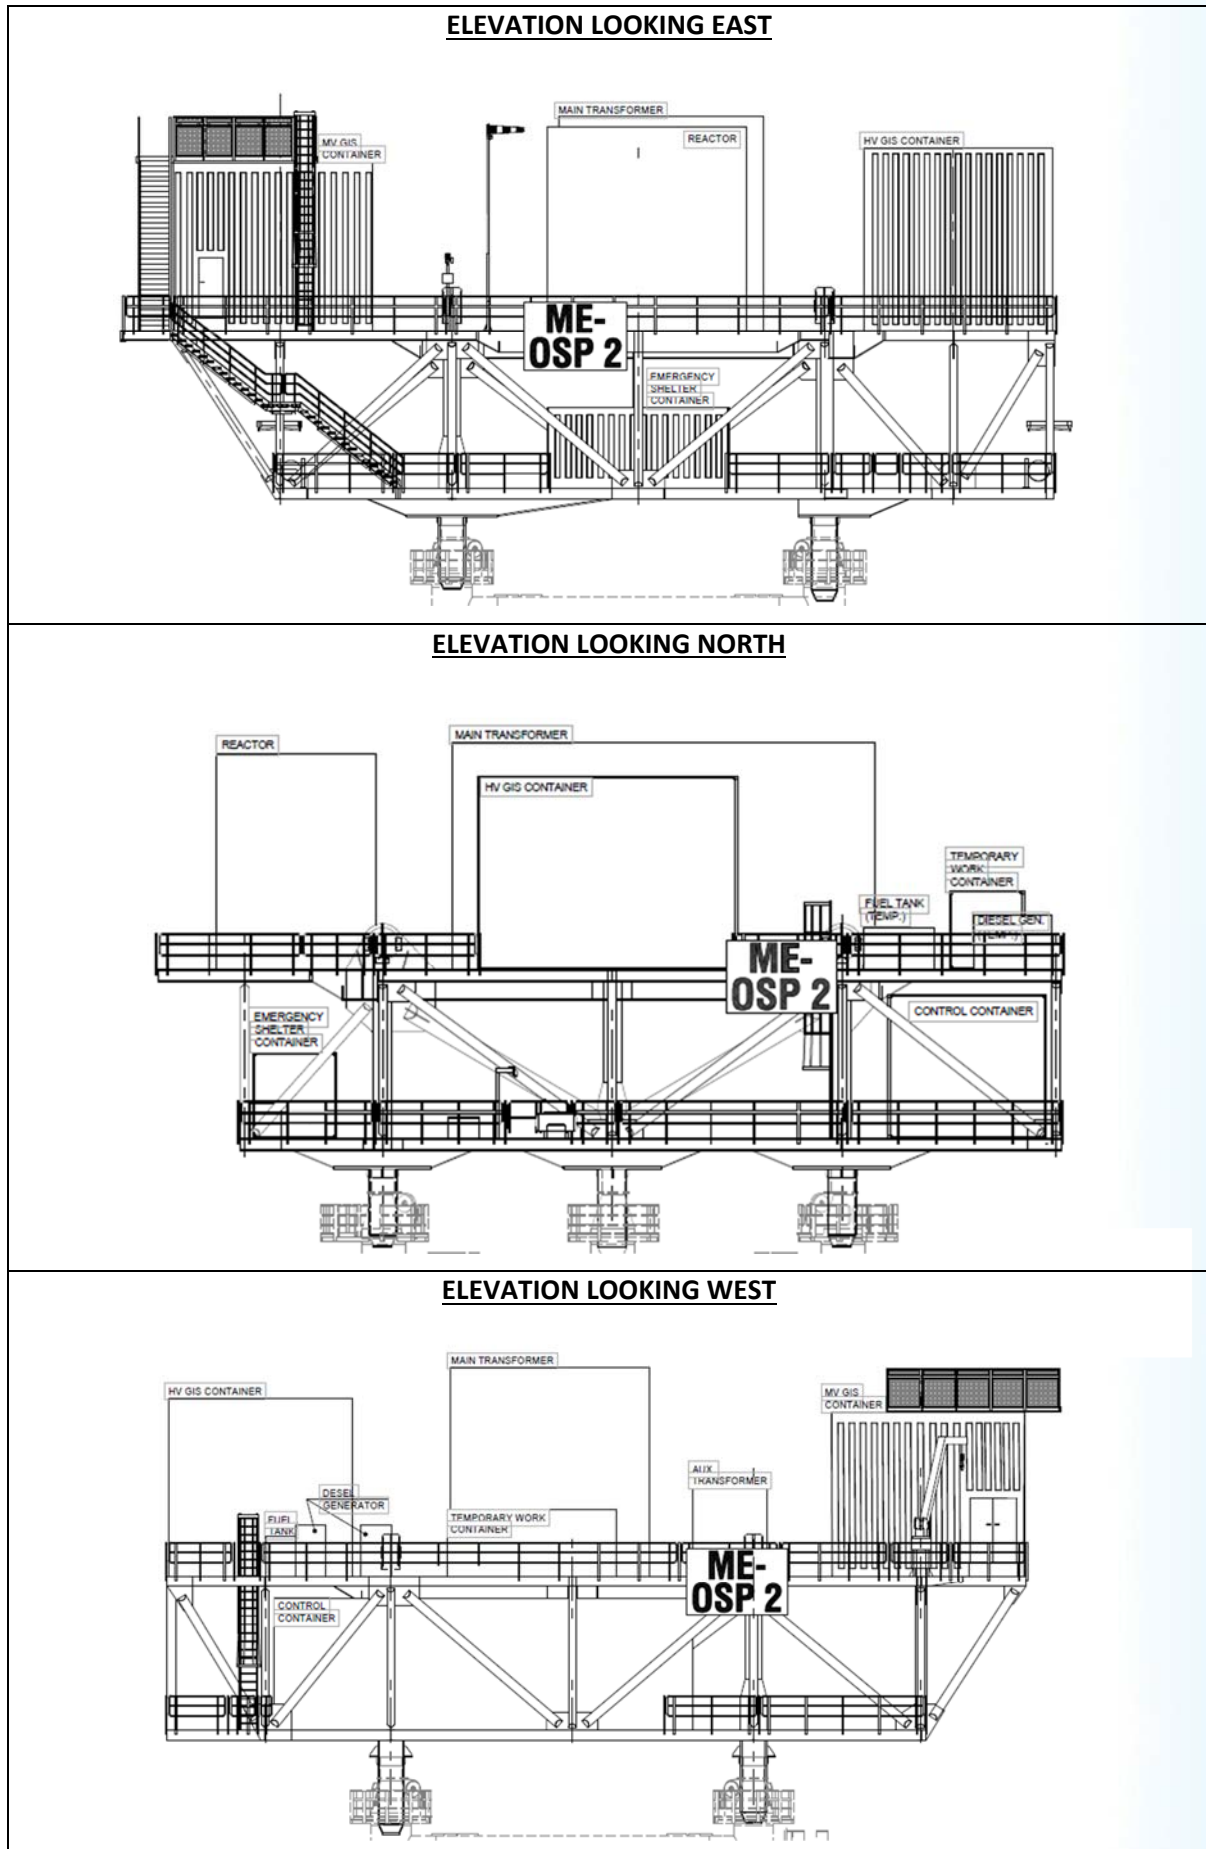 ELEVATION LOOKING EAST
MAIN TRANSFORMER
REACTOR
MV GIS
CONTAINER
HV GIS CONTAINER
ME-
OSP 2
EMERGENCY
SHELTER
CONTAINER
ELEVATION LOOKING NORTH
REACTOR
MAIN TRANSFORMER
HV GIS CONTAINER
TEMPORARY
WORK
CONTAINER
FUEL TANK
(TEMP.)
DIESEL GEN.
(TEMP.)
ME-
OSP 2
EMERGENCY
SHELTER
CONTAINER
CONTROL CONTAINER
ELEVATION LOOKING WEST
MAIN TRANSFORMER
HV GIS CONTAINER
MV GIS
CONTAINER
AUX
TRANSFORMER
DESEL
GENERATOR
FUEL
TANK
TEMPORARY WORK
CONTAINER
ME-
OSP 2
CONTROL
CONTAINER